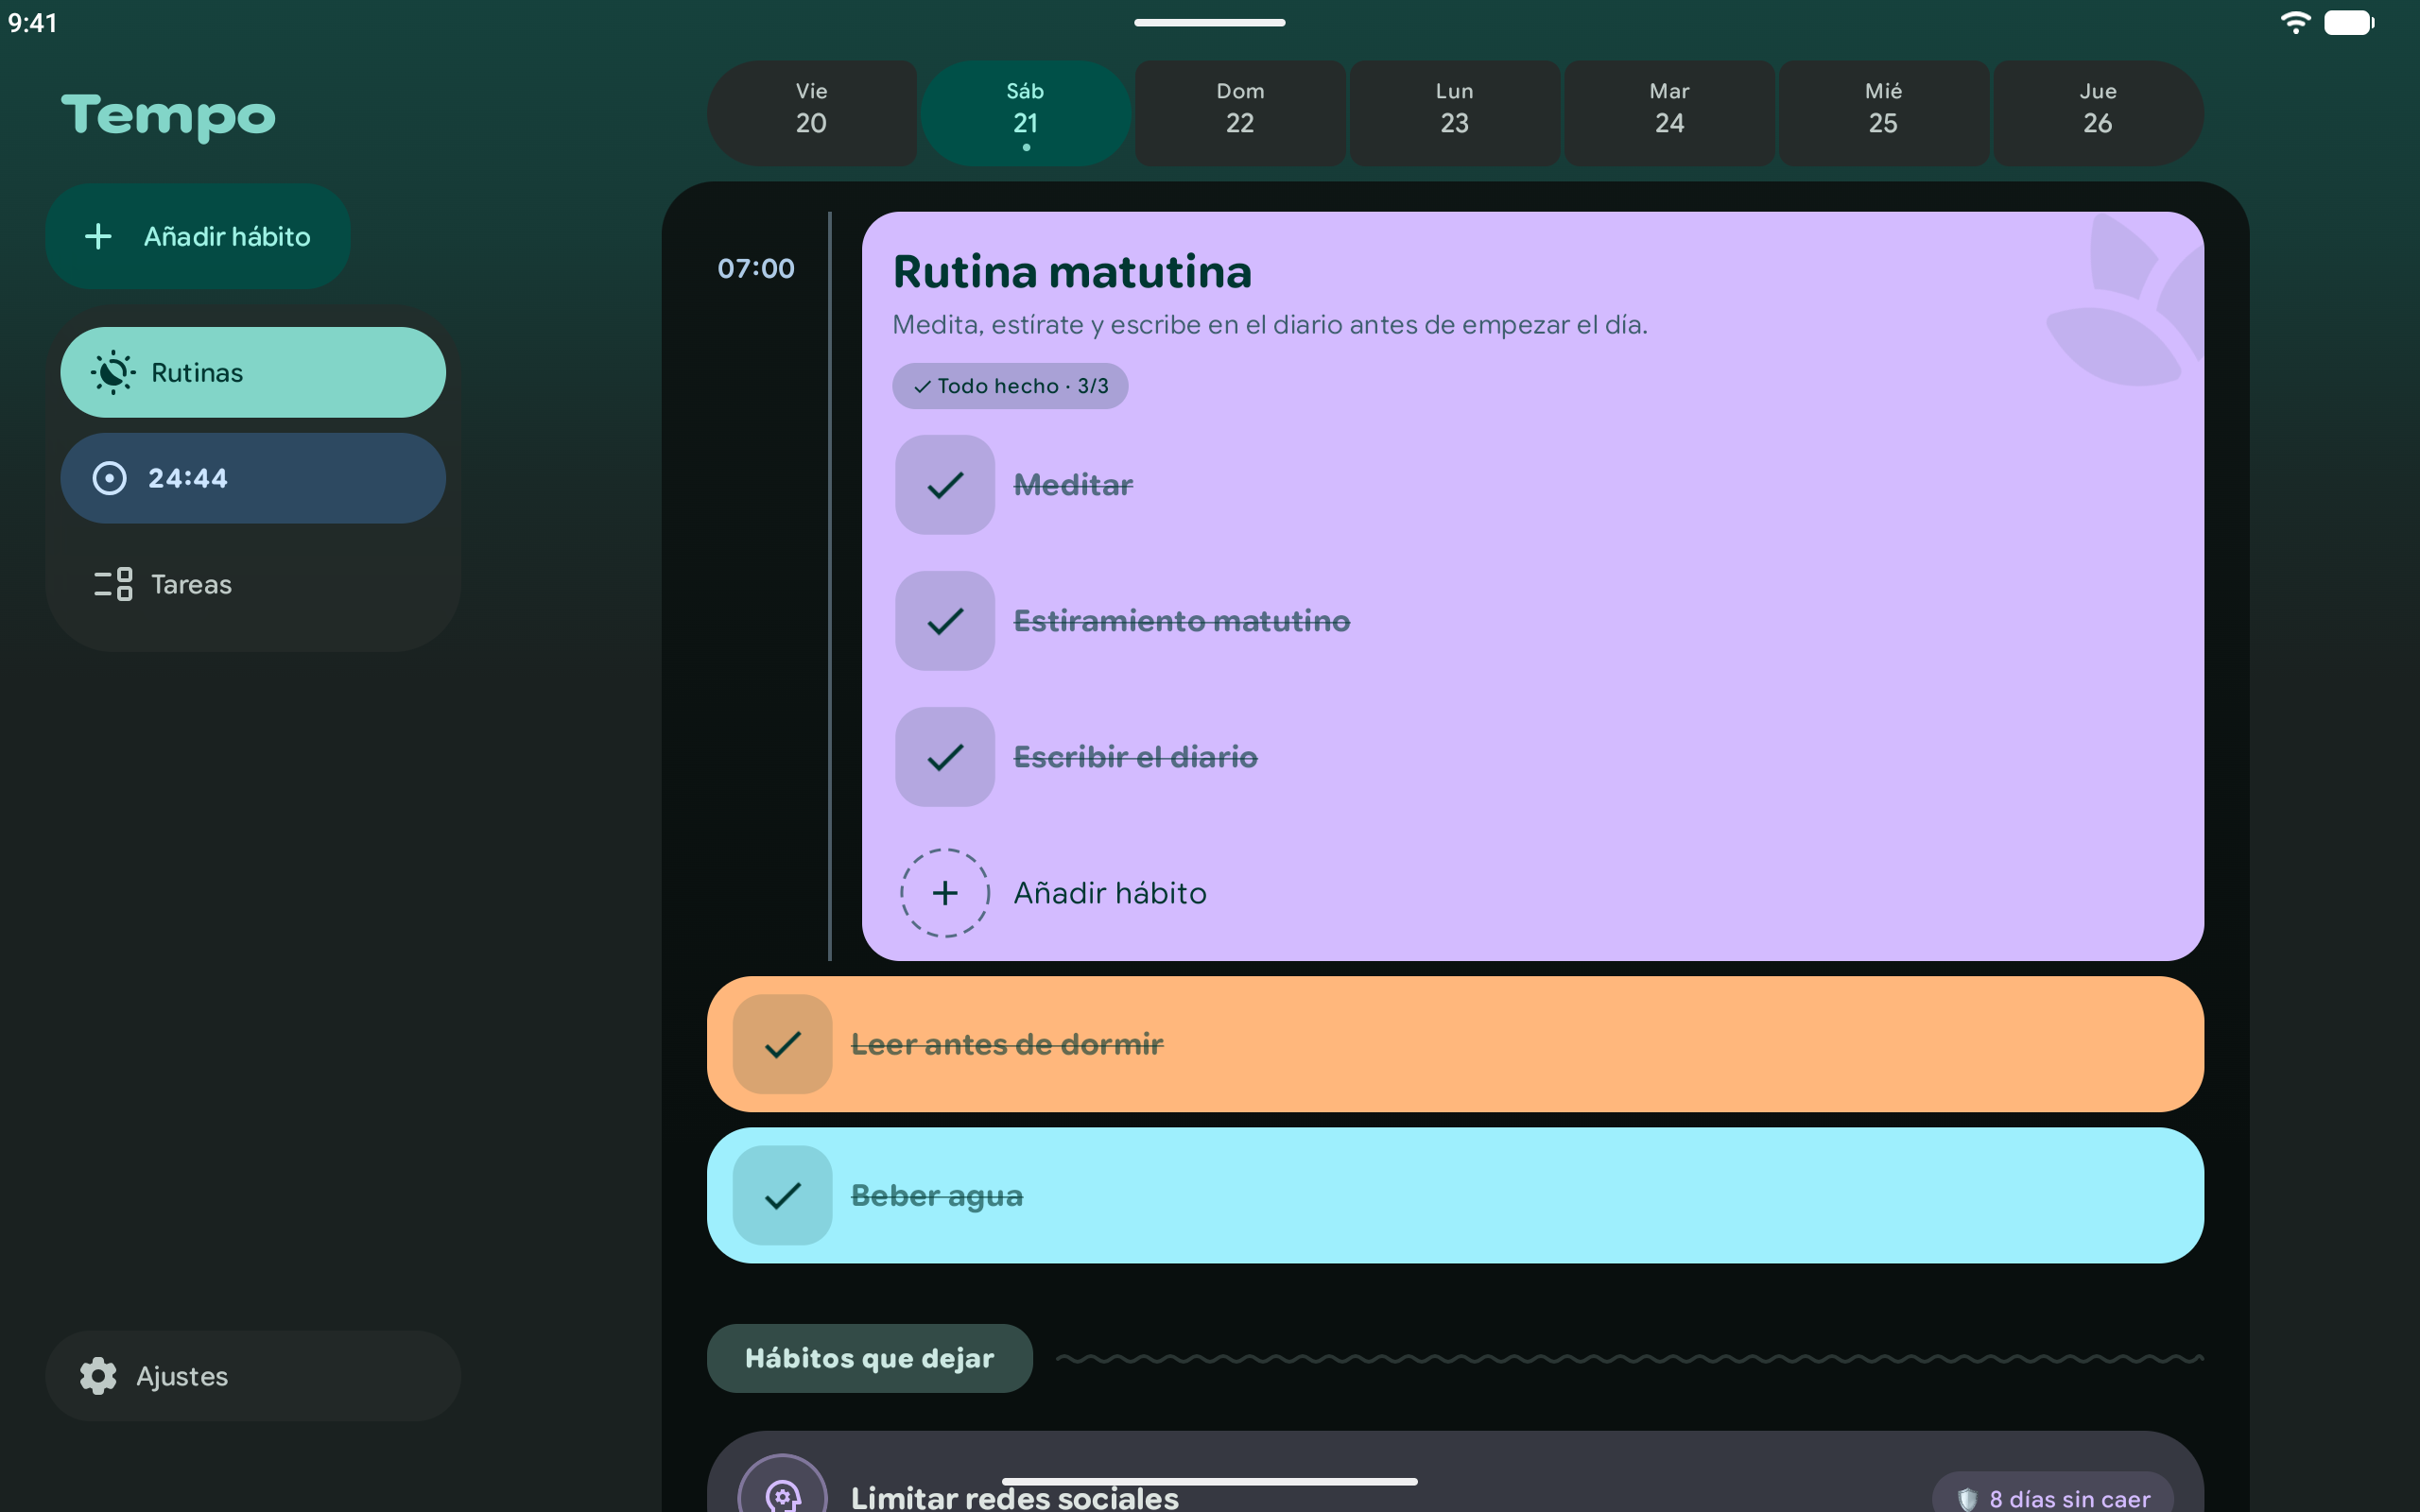 9:41
Tempo
Añadir hábito
Rutinas
24:44
Tareas
Ajustes
Vie
20
Sáb
21
Dom
22
Lun
23
Mar
24
Mié
25
Jue
26
07:00
Rutina matutina
Medita, estírate y escribe en el diario antes de empezar el día.
Todo hecho · 3/3
Meditar
Estiramiento matutino
Escribir el diario
Añadir hábito
Leer antes de dormir
Beber agua
Hábitos que dejar
Limitar redes sociales
8 días sin caer